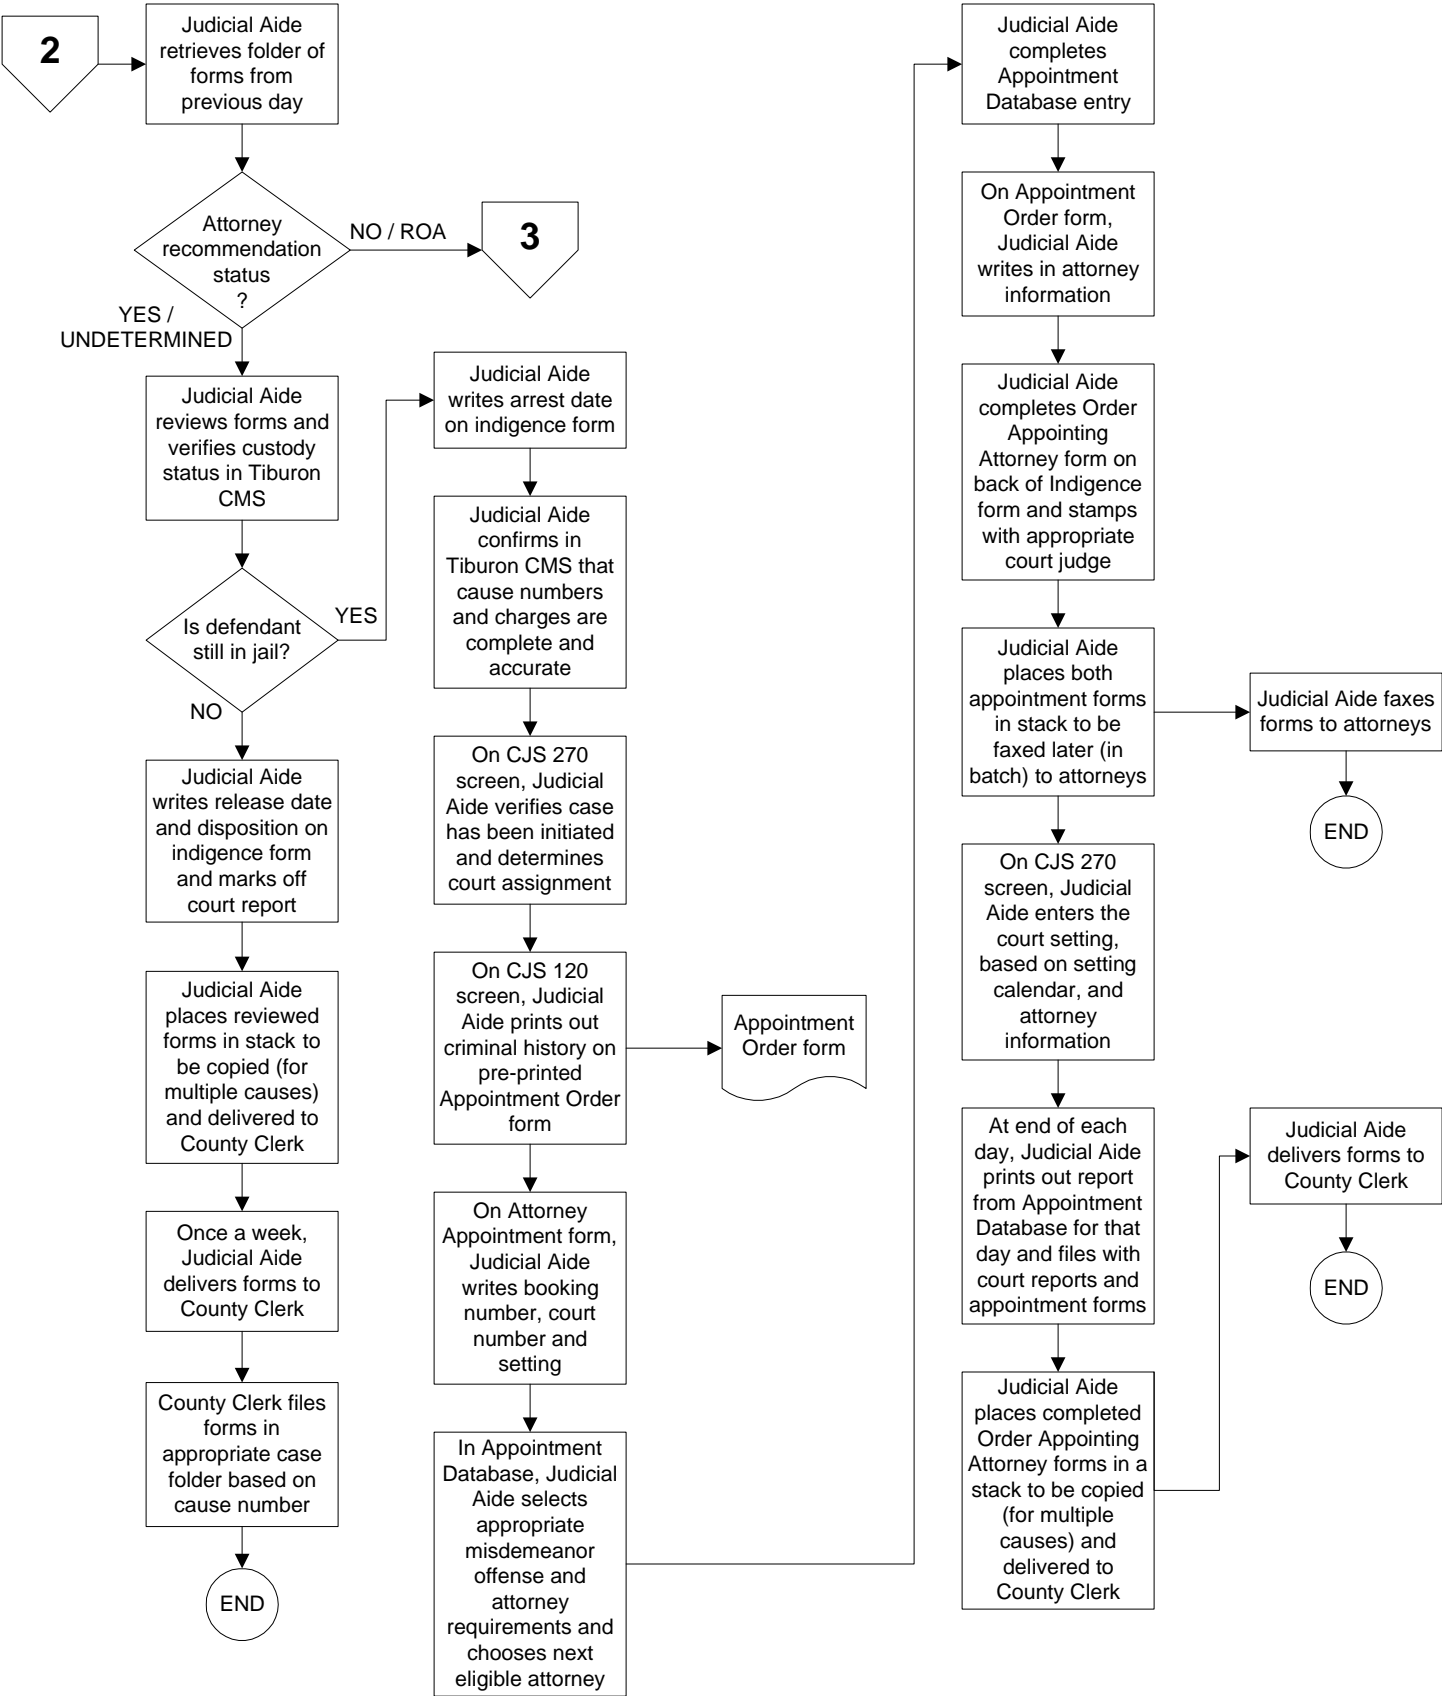 2
Judicial Aide
retrieves folder of
forms from
previous day
Attorney
recommendation
status
?
NO / ROA
3
YES /
UNDETERMINED
Judicial Aide
reviews forms and
verifies custody
status in Tiburon
CMS
Is defendant
still in jail?
YES
NO
Judicial Aide
writes release date
and disposition on
indigence form
and marks off
court report
Judicial Aide
places reviewed
forms in stack to
be copied (for
multiple causes)
and delivered to
County Clerk
Once a week,
Judicial Aide
delivers forms to
County Clerk
County Clerk files
forms in
appropriate case
folder based on
cause number
END
Judicial Aide
writes arrest date
on indigence form
Judicial Aide
confirms in
Tiburon CMS that
cause numbers
and charges are
complete and
accurate
On CJS 270
screen, Judicial
Aide verifies case
has been initiated
and determines
court assignment
On CJS 120
screen, Judicial
Aide prints out
criminal history on
pre-printed
Appointment Order
form
Appointment
Order form
On Attorney
Appointment form,
Judicial Aide
writes booking
number, court
number and
setting
In Appointment
Database, Judicial
Aide selects
appropriate
misdemeanor
offense and
attorney
requirements and
chooses next
eligible attorney
Judicial Aide
completes
Appointment
Database entry
On Appointment
Order form,
Judicial Aide
writes in attorney
information
Judicial Aide
completes Order
Appointing
Attorney form on
back of Indigence
form and stamps
with appropriate
court judge
Judicial Aide
places both
appointment forms
in stack to be
faxed later (in
batch) to attorneys
Judicial Aide faxes
forms to attorneys
END
On CJS 270
screen, Judicial
Aide enters the
court setting,
based on setting
calendar, and
attorney
information
At end of each
day, Judicial Aide
prints out report
from Appointment
Database for that
day and files with
court reports and
appointment forms
Judicial Aide
places completed
Order Appointing
Attorney forms in a
stack to be copied
(for multiple
causes) and
delivered to
County Clerk
Judicial Aide
delivers forms to
County Clerk
END